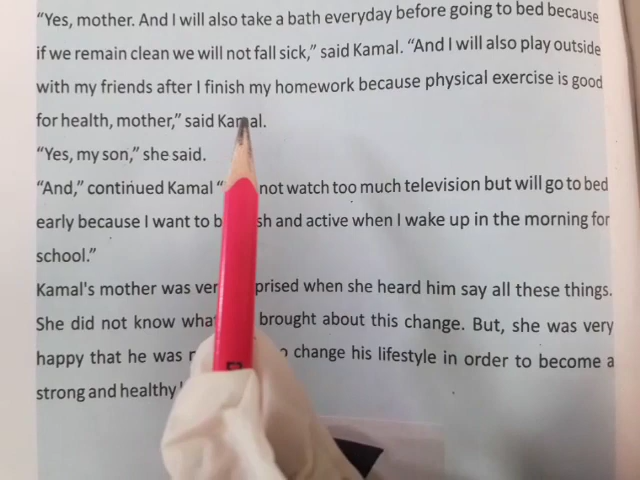 “Yes, mother. And I will also take a bath everyday before going to bed because
if we remain clean we will not fall sick,” said Kamal. “And I will also play outside
with my friends after I finish my homework because physical exercise is good
for health, mother,” said Kamal.
“Yes, my son,” she said.
“And,” continued Kamal “ not watch too much television but will go to bed
early because I want to and active when I wake up in the morning for
school.”
Kamal's mother was when she heard him say all these things.
She did not know brought about this change. But, she was very
happy that he was change his lifestyle in order to become a
strong and healthy